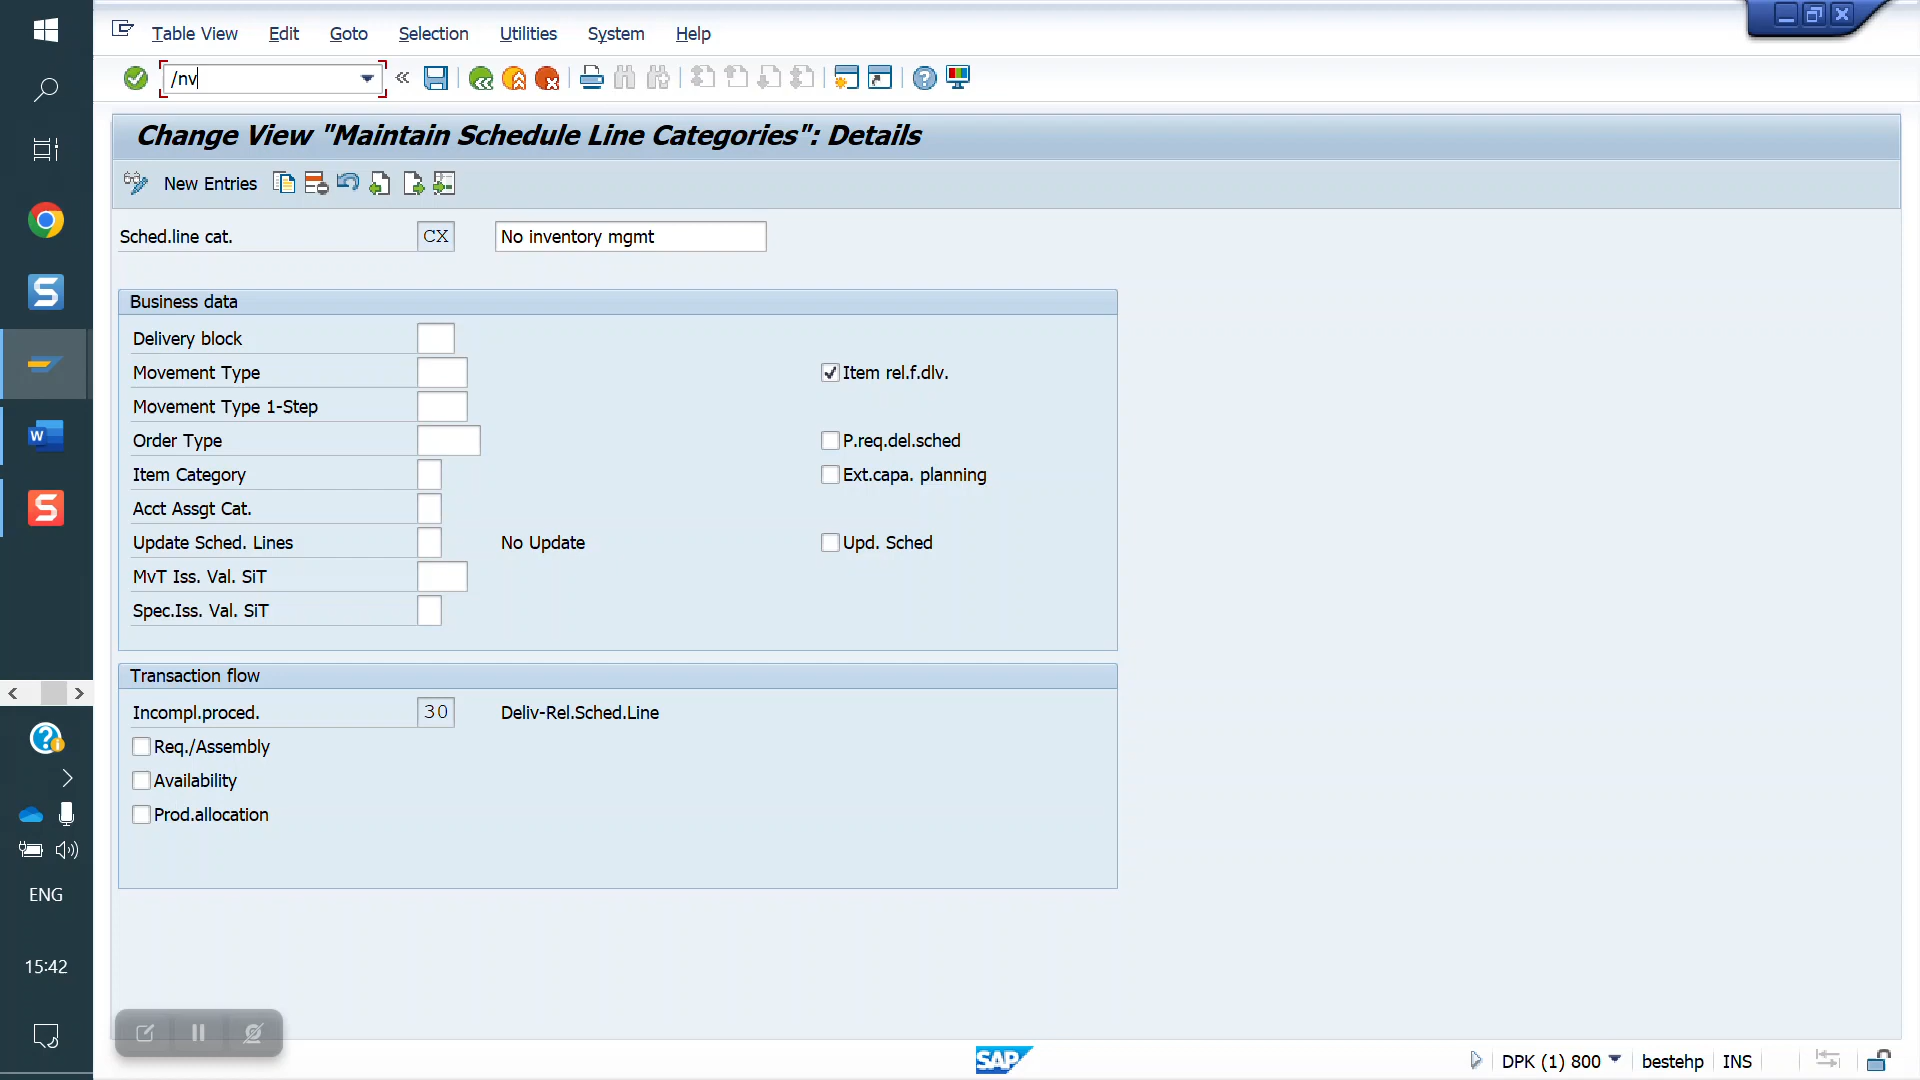 Table View Edit Goto Selection Utilities System Help
/nv
Change View "Maintain Schedule Line Categories": Details
New Entries
Sched.line cat. CX No inventory mgmt
Business data
Delivery block
Movement Type Item rel.f.dlv.
Movement Type 1-Step
Order Type P.req.del.sched
Item Category Ext.capa. planning
Acct Assgt Cat.
Update Sched. Lines No Update Upd. Sched
MvT Iss. Val. SiT
Spec.Iss. Val. SiT
Transaction flow
Incompl.proced. 30 Deliv-Rel.Sched.Line
Req./Assembly
Availability
Prod.allocation
ENG
15:42
SAP
DPK (1) 800 bestehp INS